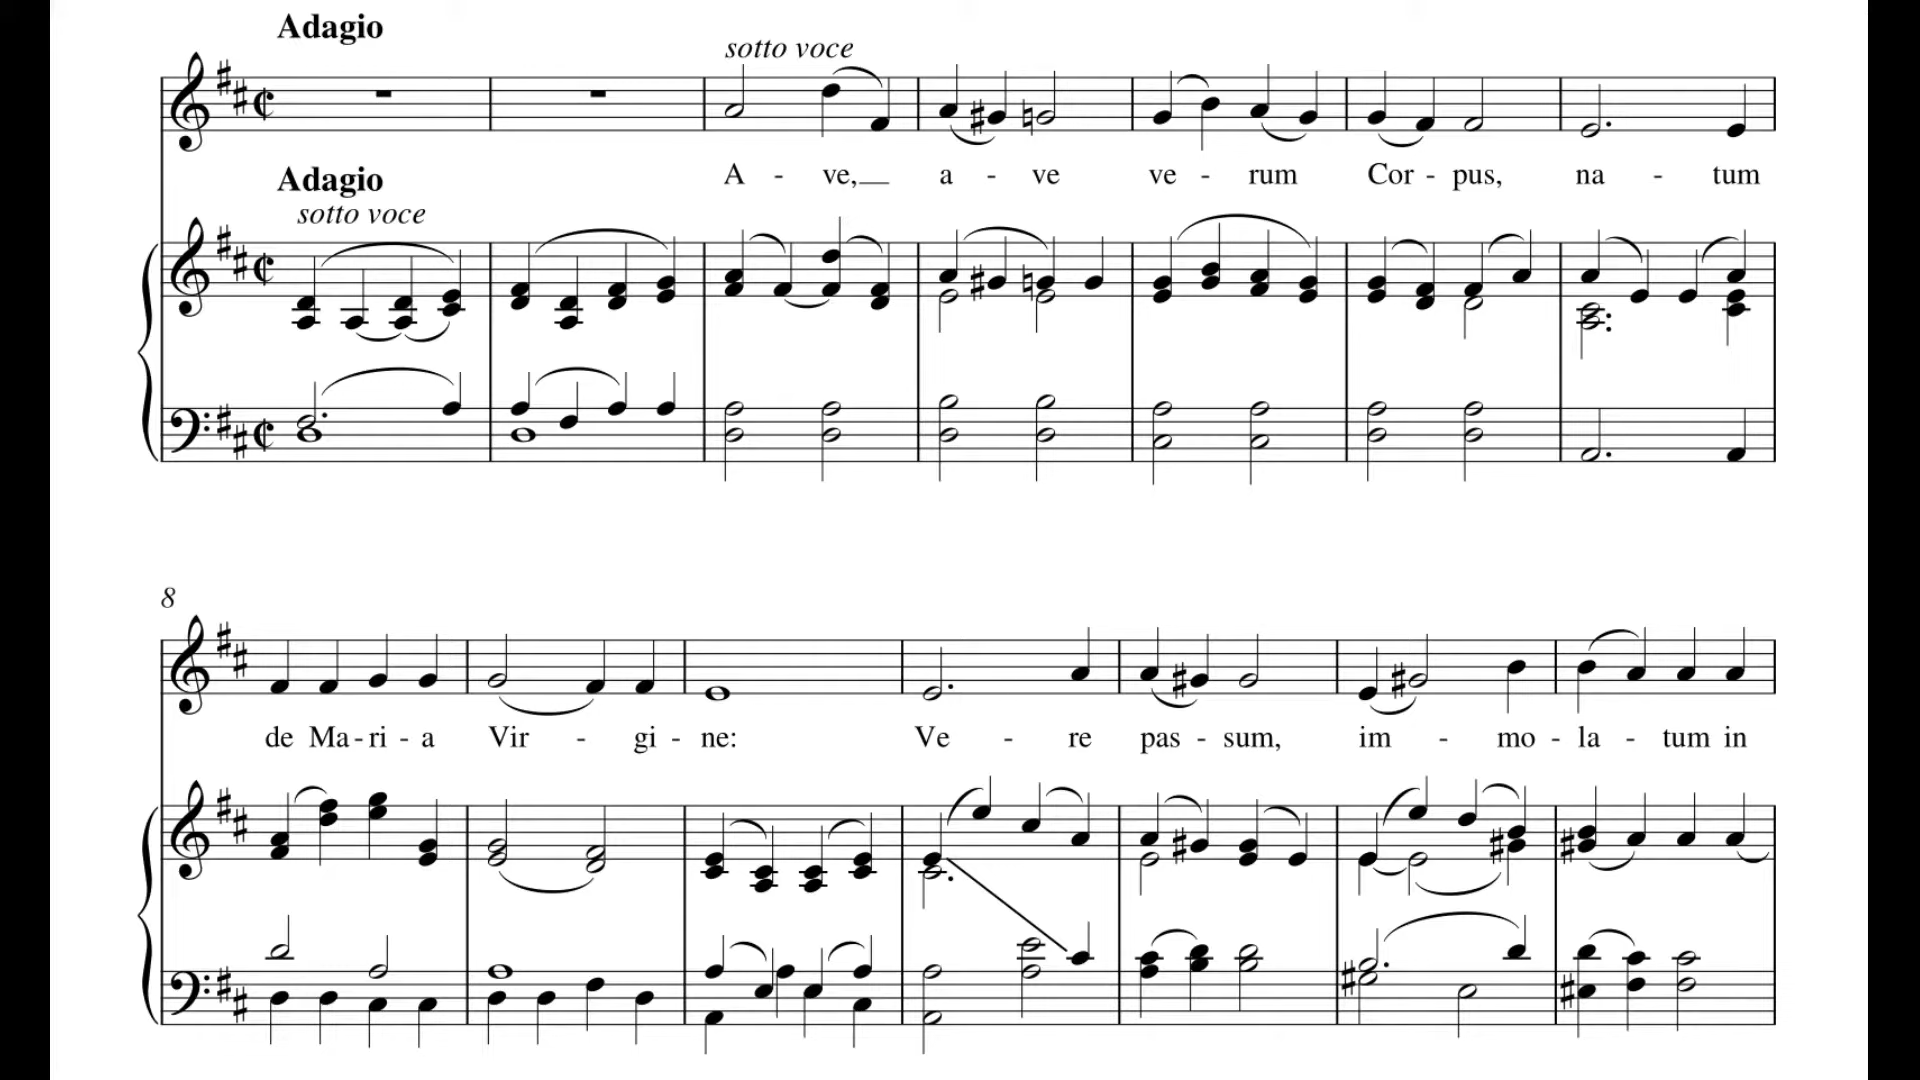 Adagio
sotto voce
A - ve,__ a - ve ve - rum Cor - pus, na - tum
Adagio
sotto voce
8
de Ma - ri - a Vir - gi - ne: Ve - re pas - sum, im - mo - la - tum in